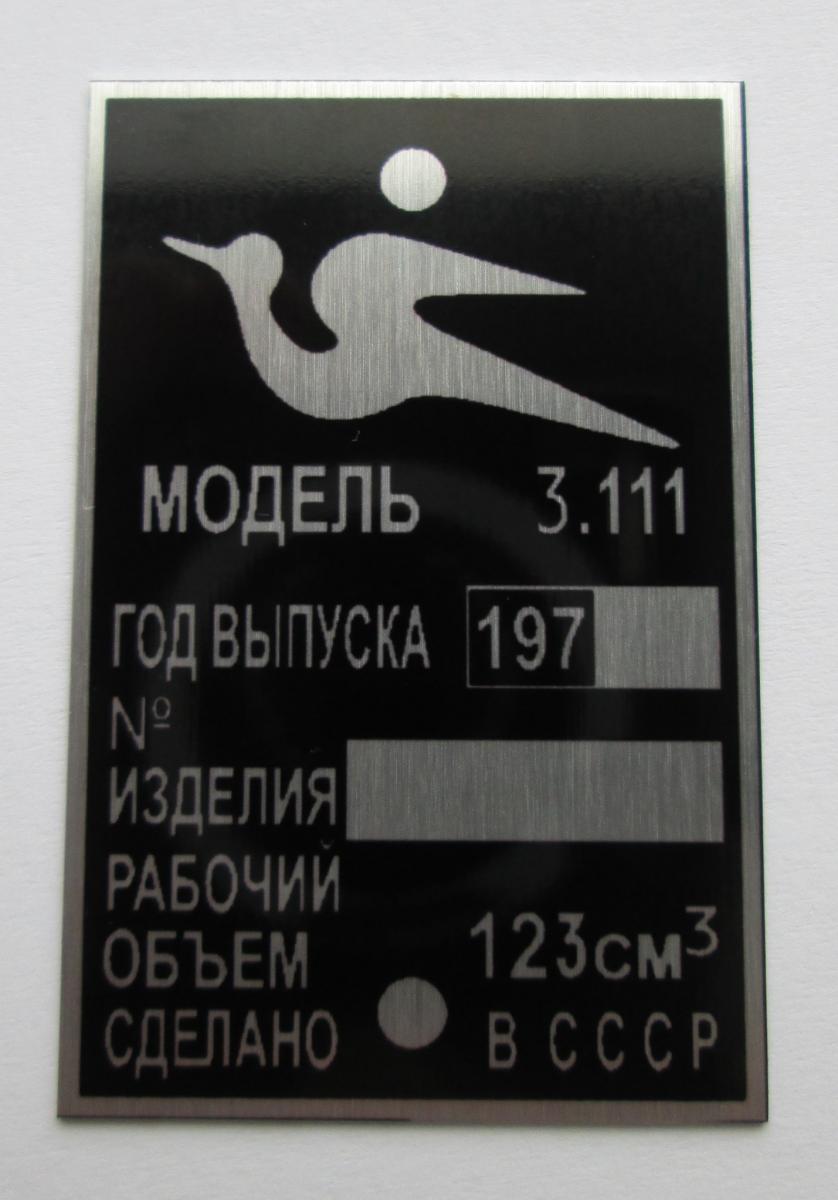 МОДЕЛЬ 3.111
ГОД ВЫПУСКА 197
№
ИЗДЕЛИЯ
РАБОЧИЙ
ОБЪЕМ 123см³
СДЕЛАНО В СССР